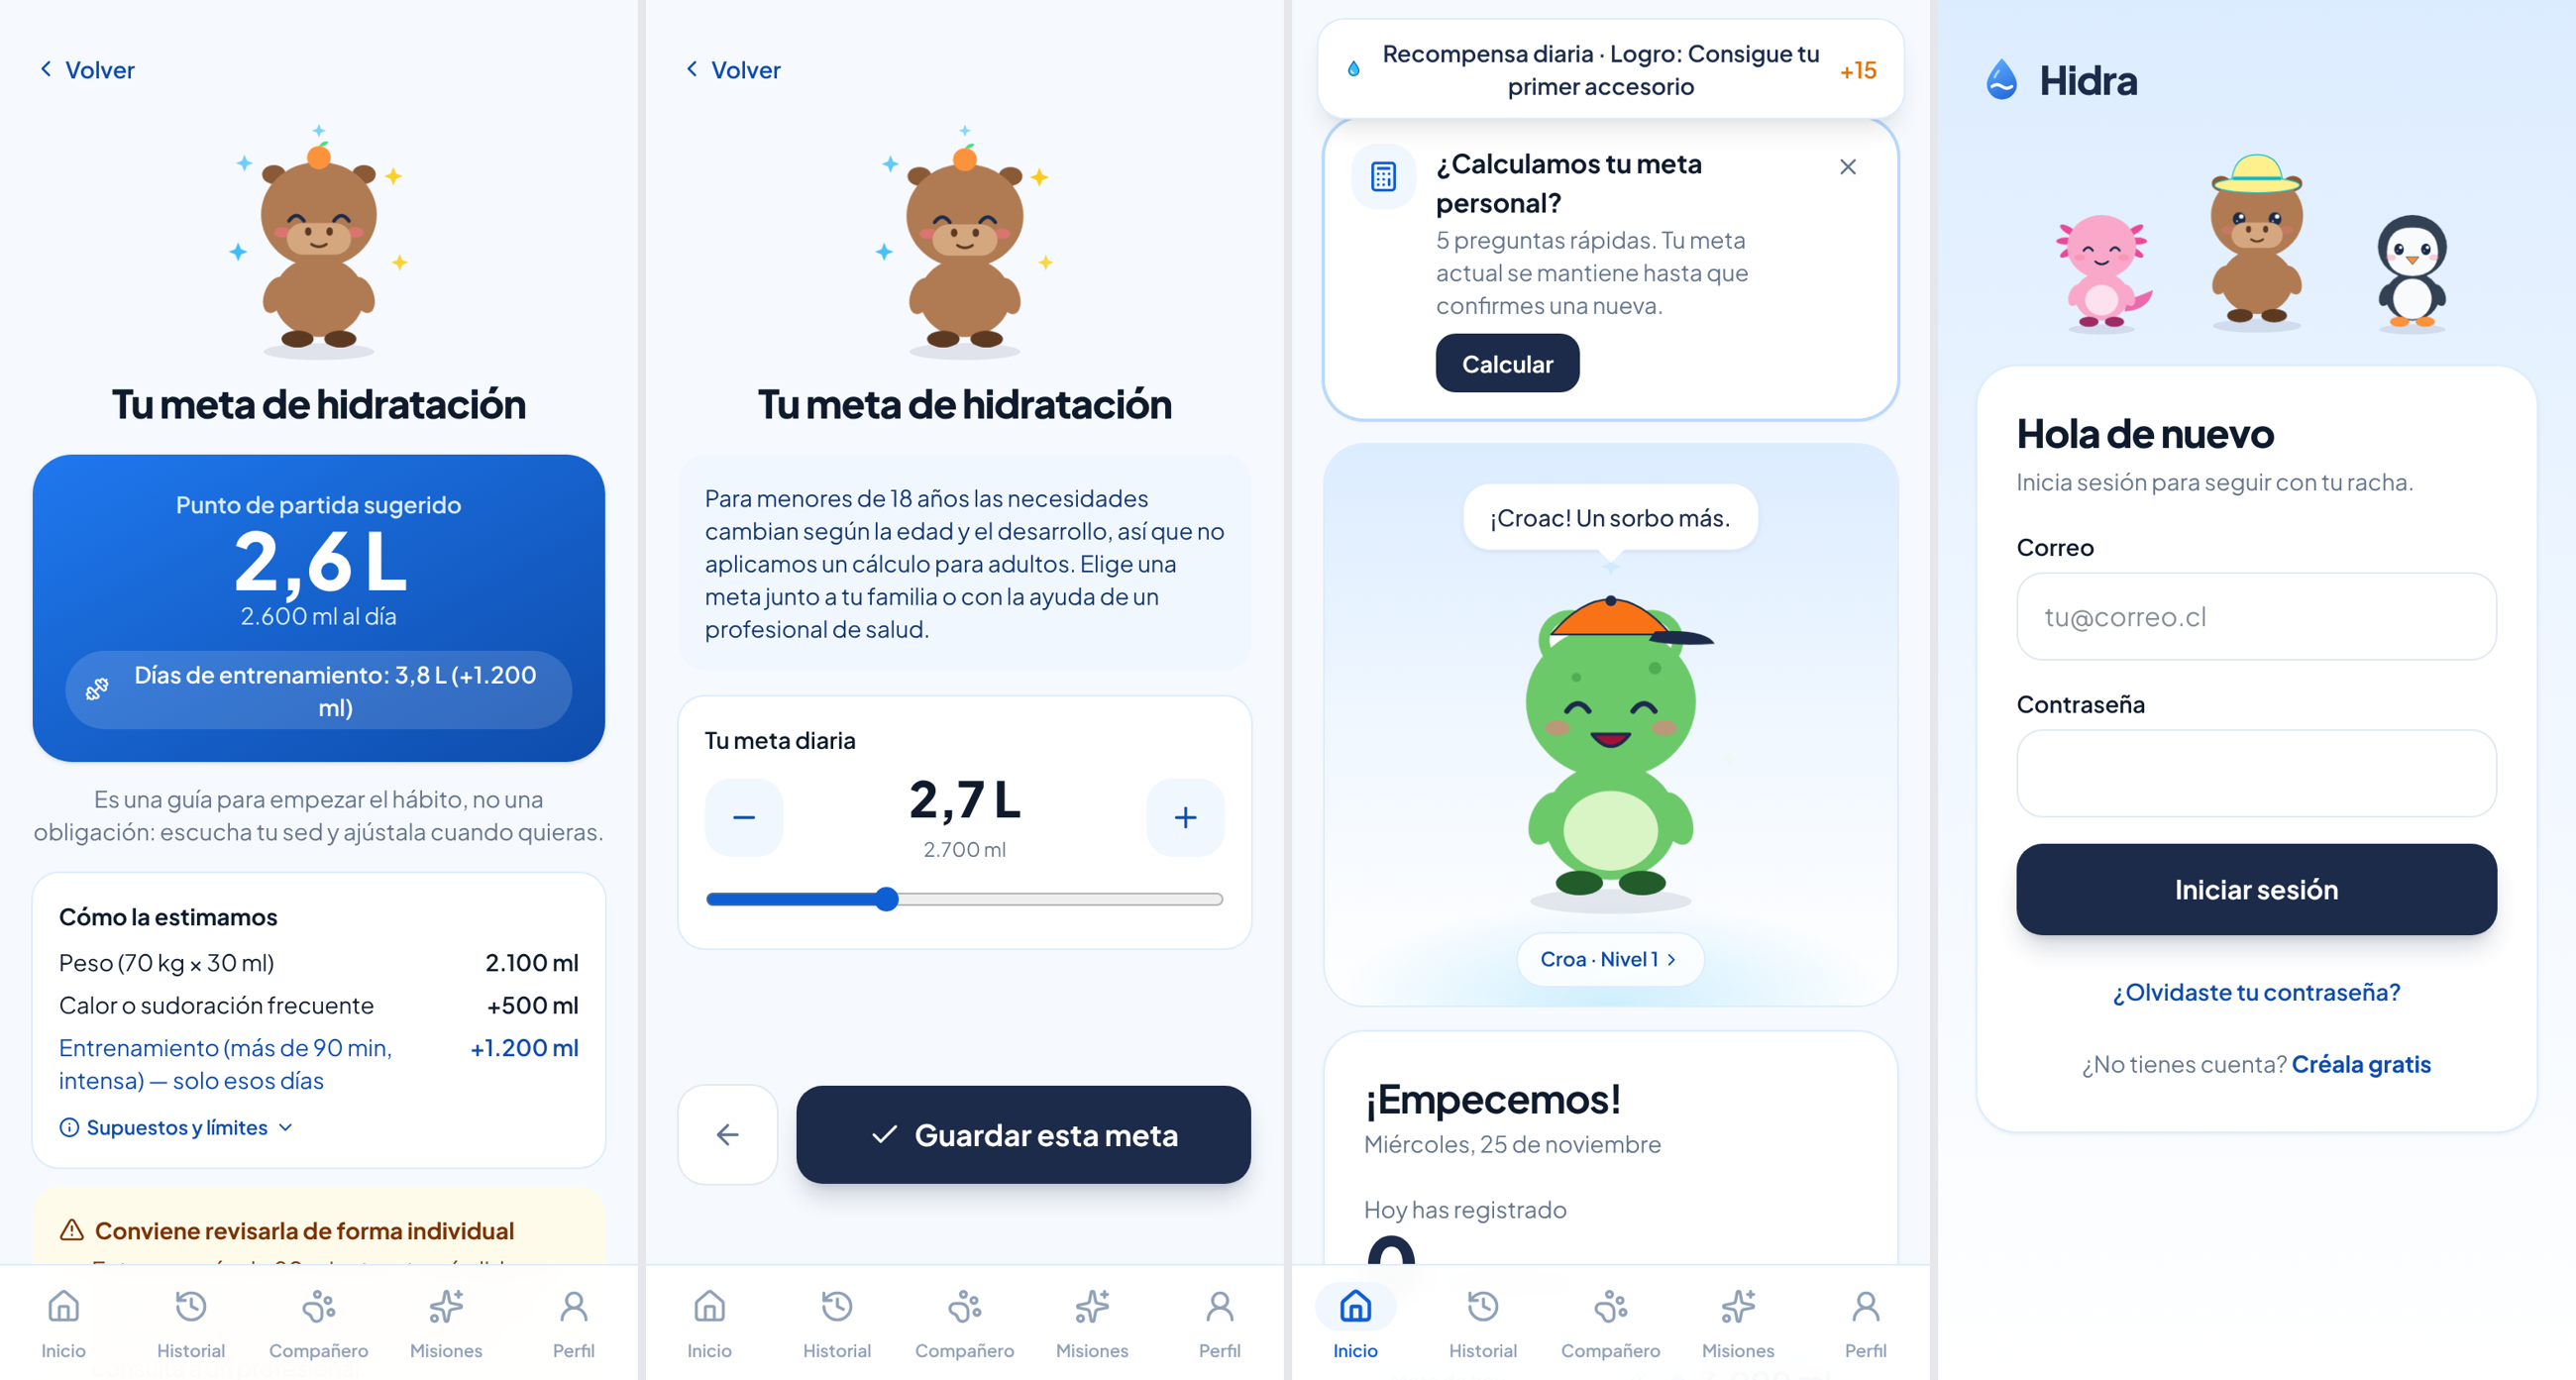 Volver
Tu meta de hidratación
Punto de partida sugerido
2,6 L
2.600 ml al día
Días de entrenamiento: 3,8 L (+1.200
ml)
Es una guía para empezar el hábito, no una
obligación: escucha tu sed y ajústala cuando quieras.
Cómo la estimamos
Peso (70 kg × 30 ml) 2.100 ml
Calor o sudoración frecuente +500 ml
Entrenamiento (más de 90 min, +1.200 ml
intensa) — solo esos días
Supuestos y límites
Conviene revisarla de forma individual
Inicio Historial Compañero Misiones Perfil
Volver
Tu meta de hidratación
Para menores de 18 años las necesidades
cambian según la edad y el desarrollo, así que no
aplicamos un cálculo para adultos. Elige una
meta junto a tu familia o con la ayuda de un
profesional de salud.
Tu meta diaria
2,7 L
2.700 ml
Guardar esta meta
Inicio Historial Compañero Misiones Perfil
Recompensa diaria · Logro: Consigue tu +15
primer accesorio
¿Calculamos tu meta
personal?
5 preguntas rápidas. Tu meta
actual se mantiene hasta que
confirmes una nueva.
Calcular
¡Croac! Un sorbo más.
Croa · Nivel 1
¡Empecemos!
Miércoles, 25 de noviembre
Hoy has registrado
0
Inicio Historial Compañero Misiones Perfil
Hidra
Hola de nuevo
Inicia sesión para seguir con tu racha.
Correo
tu@correo.cl
Contraseña
Iniciar sesión
¿Olvidaste tu contraseña?
¿No tienes cuenta? Créala gratis